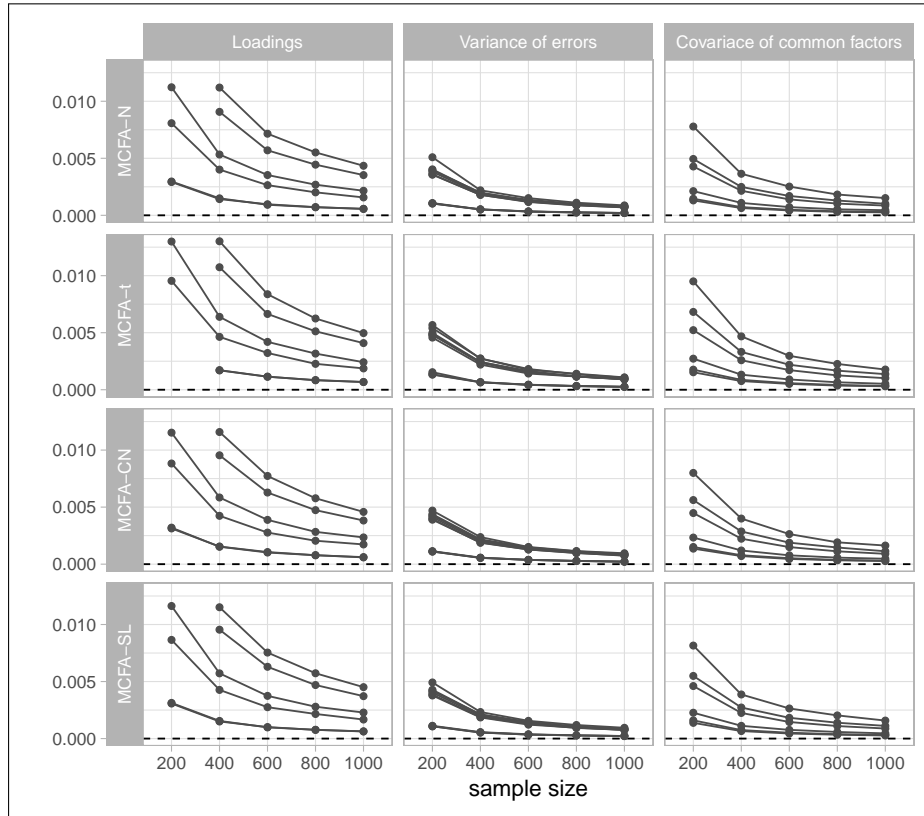 Loadings
Variance of errors
Covariace of common factors
MCFA−N
0.010
0.005
0.000
MCFA−t
0.010
0.005
0.000
MCFA−CN
0.010
0.005
0.000
MCFA−SL
0.010
0.005
0.000
200 400 600 800 1000
200 400 600 800 1000
200 400 600 800 1000
sample size